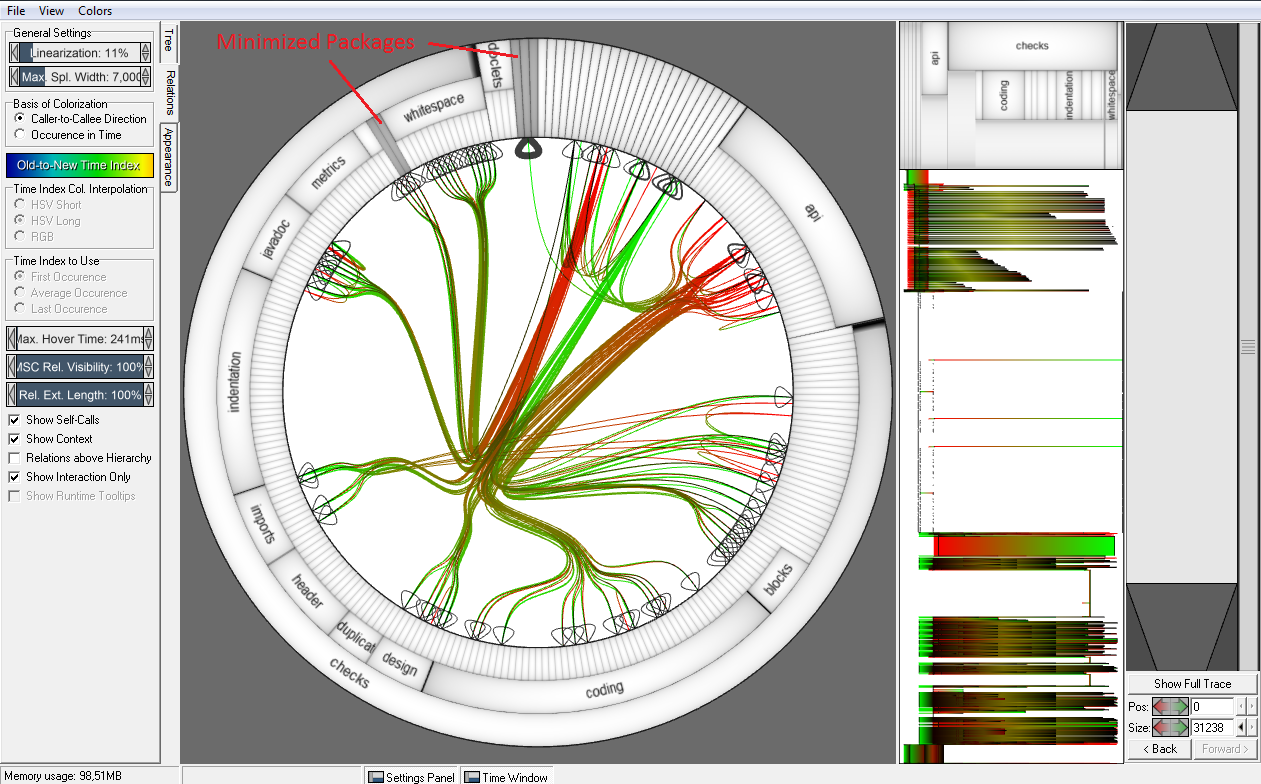 File View Colors
General Settings
Linearization: 11%
Max. Spl. Width: 7,000
Basis of Colorization
Caller-to-Callee Direction
Occurence in Time
Old-to-New Time Index
Time Index Col. Interpolation
HSV Short
HSV Long
RGB
Time Index to Use
First Occurence
Average Occurence
Last Occurence
Max. Hover Time: 241ms
MSC Rel. Visibility: 100%
Rel. Ext. Length: 100%
Show Self-Calls
Show Context
Relations above Hierarchy
Show Interaction Only
Show Runtime Tooltips
Tree
Relations
Appearance
Minimized Packages
doclets
whitespace
metrics
javadoc
indentation
imports
header
duplicat
design
checks
coding
blocks
api
api
checks
coding
indentation
whitespace
Show Full Trace
Pos: 0
Size: 31238
< Back Forward >
Memory usage: 98,51MB
Settings Panel Time Window